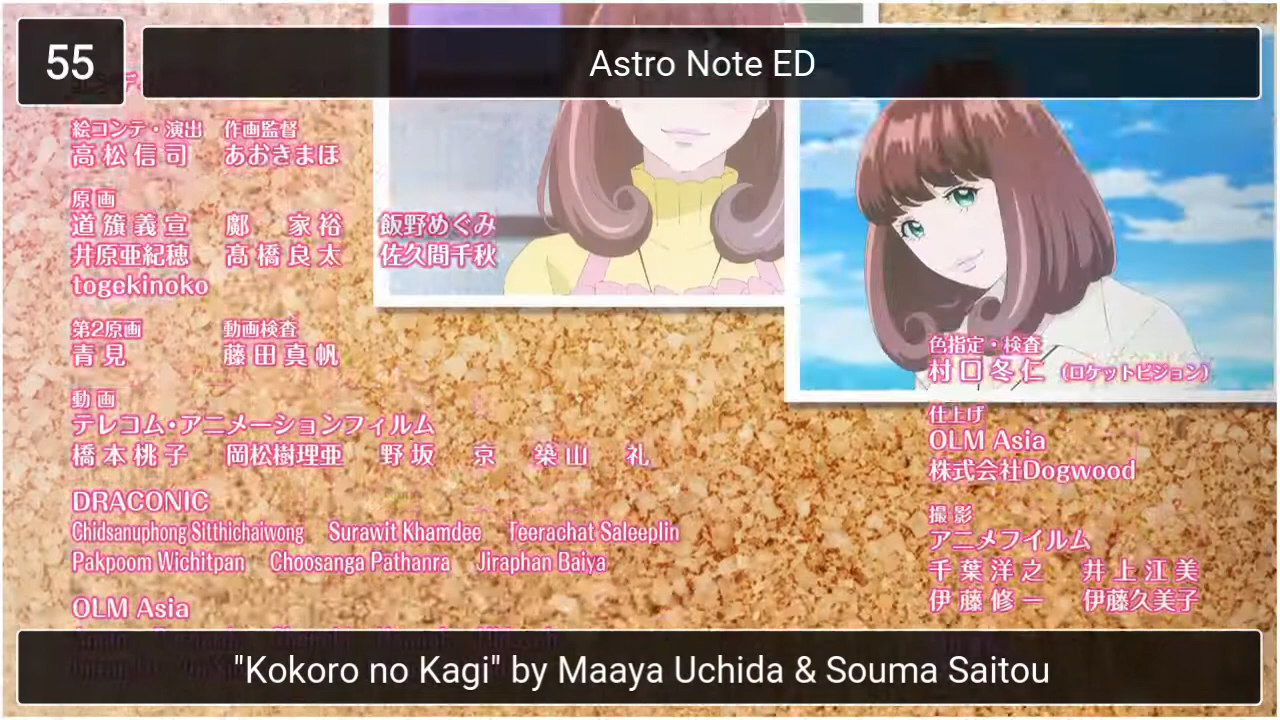 55
Astro Note ED
絵コンテ・演出 作画監督
高松信司 あおきまほ
原画
道籏義宣 鄺 家裕 飯野めぐみ
井原亜紀穂 髙橋良太 佐久間千秋
togekinoko
第2原画 動画検査
青見 藤田真帆
動画
テレコム・アニメーションフィルム
橋本桃子 岡松樹理亜 野坂 京 築山 礼
DRACONIC
Chidsanuphong Sitthichaiwong Surawit Khamdee Teerachat Saleeplin
Pakpoom Wichitpan Choosanga Pathanra Jiraphan Baiya
OLM Asia
色指定・検査
村口冬仁 (ロケットビジョン)
仕上げ
OLM Asia
株式会社Dogwood
撮影
アニメフイルム
千葉洋之 井上江美
伊藤修一 伊藤久美子
"Kokoro no Kagi" by Maaya Uchida & Souma Saitou